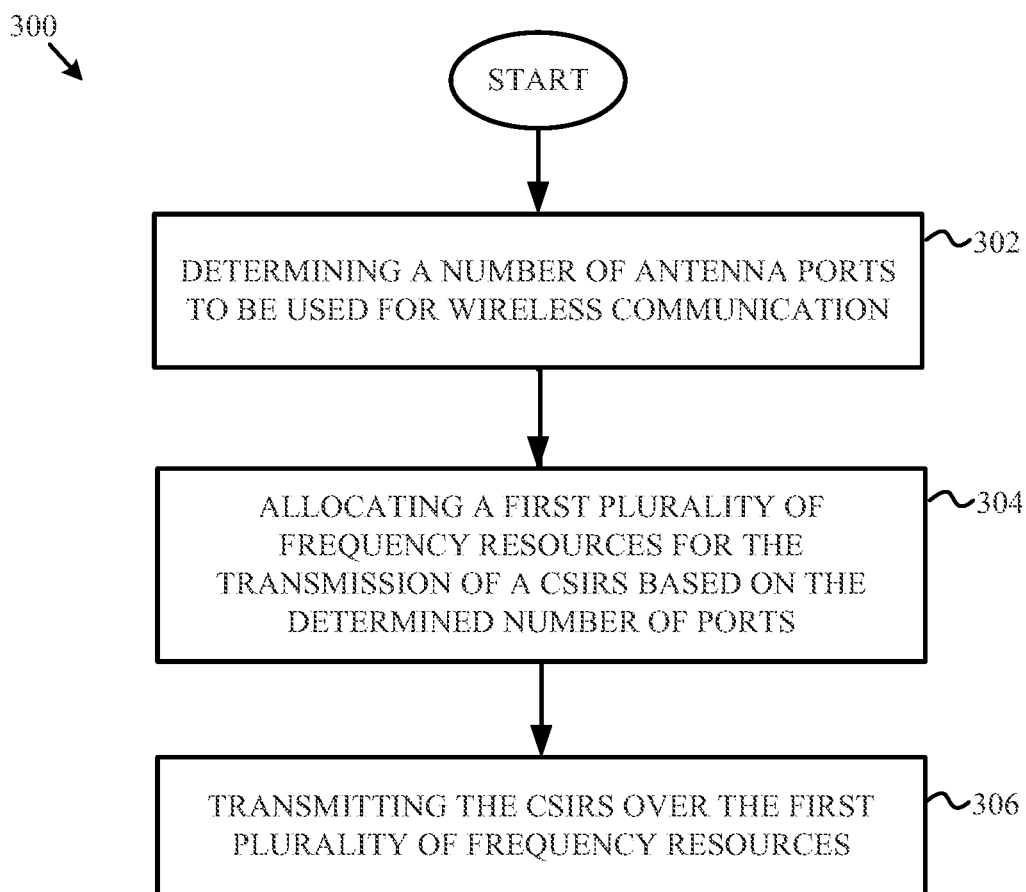 300
START
DETERMINING A NUMBER OF ANTENNA PORTS
TO BE USED FOR WIRELESS COMMUNICATION
302
ALLOCATING A FIRST PLURALITY OF
FREQUENCY RESOURCES FOR THE
TRANSMISSION OF A CSIRS BASED ON THE
DETERMINED NUMBER OF PORTS
304
TRANSMITTING THE CSIRS OVER THE FIRST
PLURALITY OF FREQUENCY RESOURCES
306